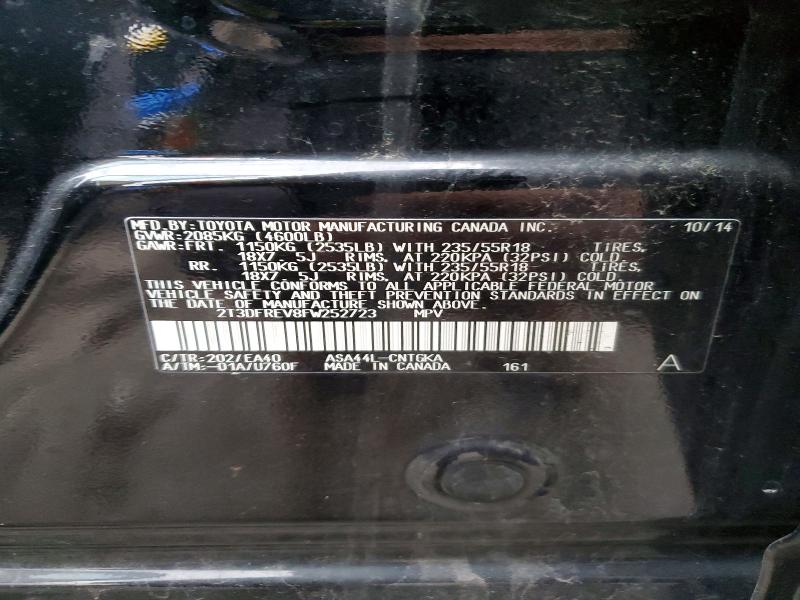 MFD.BY:TOYOTA MOTOR MANUFACTURING CANADA INC. 10/14
GVWR:2085KG (4600LB)
GAWR:FRT. 1150KG (2535LB) WITH 235/55R18 TIRES,
18X7.5J RIMS, AT 220KPA (32PSI) COLD.
RR. 1150KG (2535LB) WITH 235/55R18 TIRES,
18X7.5J RIMS, AT 220KPA (32PSI) COLD.
THIS VEHICLE CONFORMS TO ALL APPLICABLE FEDERAL MOTOR
VEHICLE SAFETY AND THEFT PREVENTION STANDARDS IN EFFECT ON
THE DATE OF MANUFACTURE SHOWN ABOVE.
2T3DFREV8FW252723 MPV
C/TR:202/EA40 ASA44L-CNTGKA
A/TM:-01A/U760F MADE IN CANADA 161 A